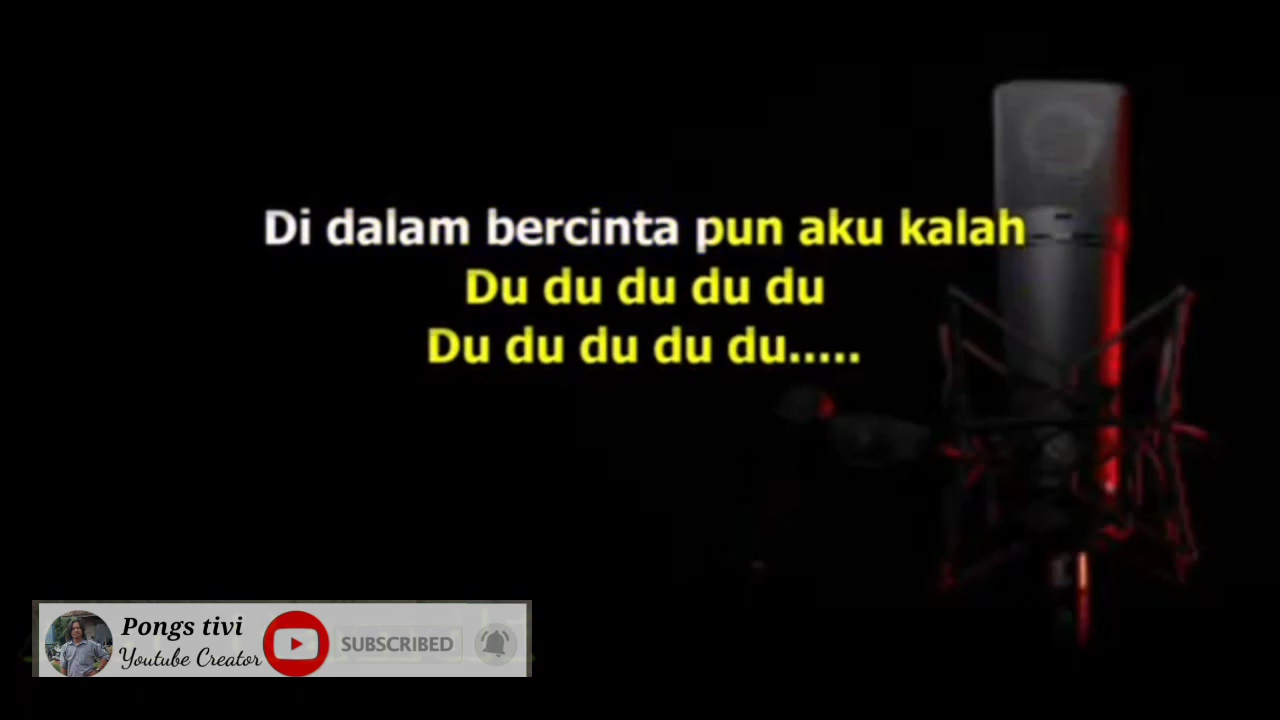 Di dalam bercinta pun aku kalah
Du du du du du
Du du du du du.....
Pongs tivi
Youtube Creator
SUBSCRIBED